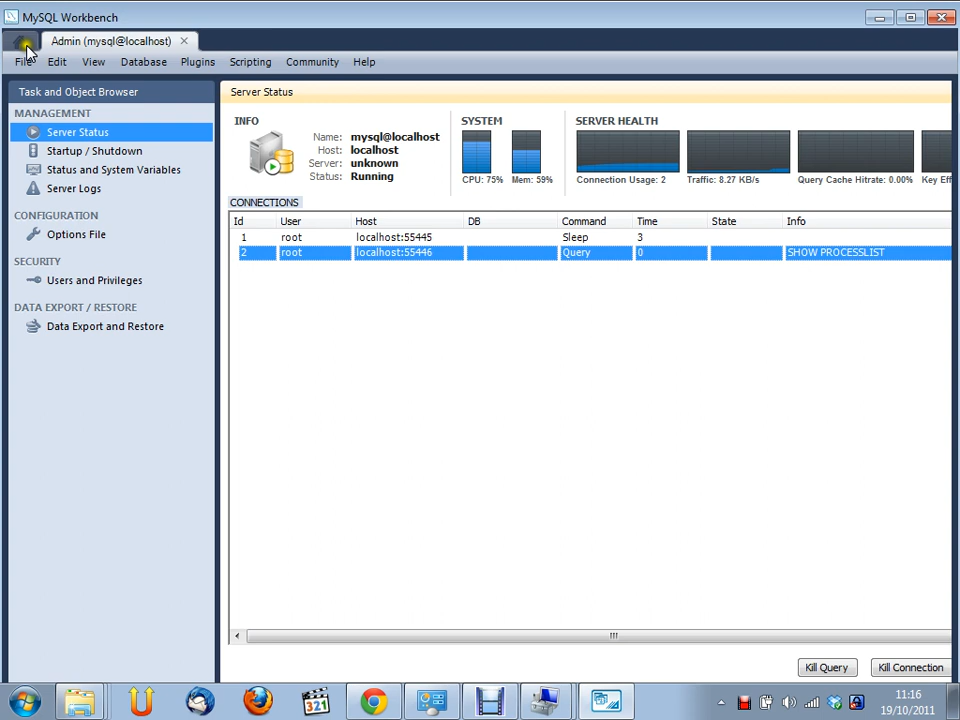 MySQL Workbench
Admin (mysql@localhost)
File Edit View Database Plugins Scripting Community Help
Task and Object Browser
MANAGEMENT
Server Status
Startup / Shutdown
Status and System Variables
Server Logs
CONFIGURATION
Options File
SECURITY
Users and Privileges
DATA EXPORT / RESTORE
Data Export and Restore
Server Status
INFO
Name: mysql@localhost
Host: localhost
Server: unknown
Status: Running
SYSTEM
CPU: 75% Mem: 59%
SERVER HEALTH
Connection Usage: 2 Traffic: 8.27 KB/s Query Cache Hitrate: 0.00% Key Eff
CONNECTIONS
Id User Host DB Command Time State Info
1 root localhost:55445 Sleep 3
2 root localhost:55446 Query 0 SHOW PROCESSLIST
Kill Query Kill Connection
321
11:16
19/10/2011